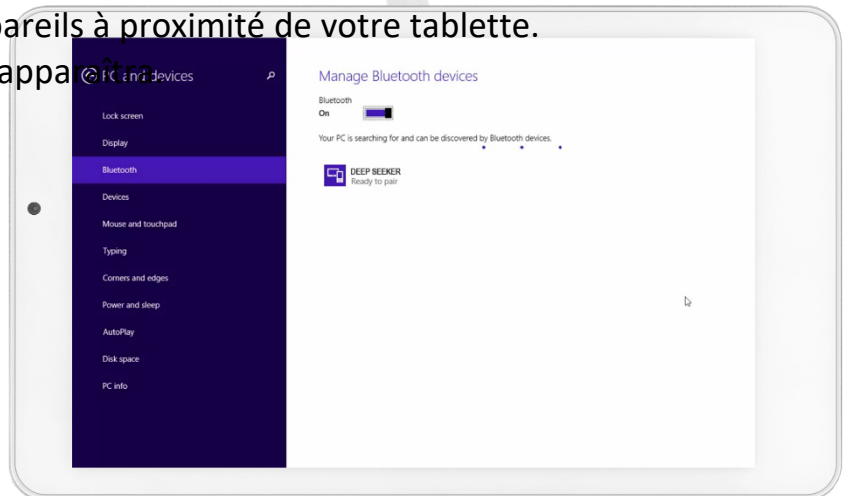 areils à proximité de votre tablette.
apparaîtra.
PC and devices
Lock screen
Display
Bluetooth
Devices
Mouse and touchpad
Typing
Corners and edges
Power and sleep
AutoPlay
Disk space
PC info
Manage Bluetooth devices
Bluetooth
On
Your PC is searching for and can be discovered by Bluetooth devices.
DEEP SEEKER
Ready to pair